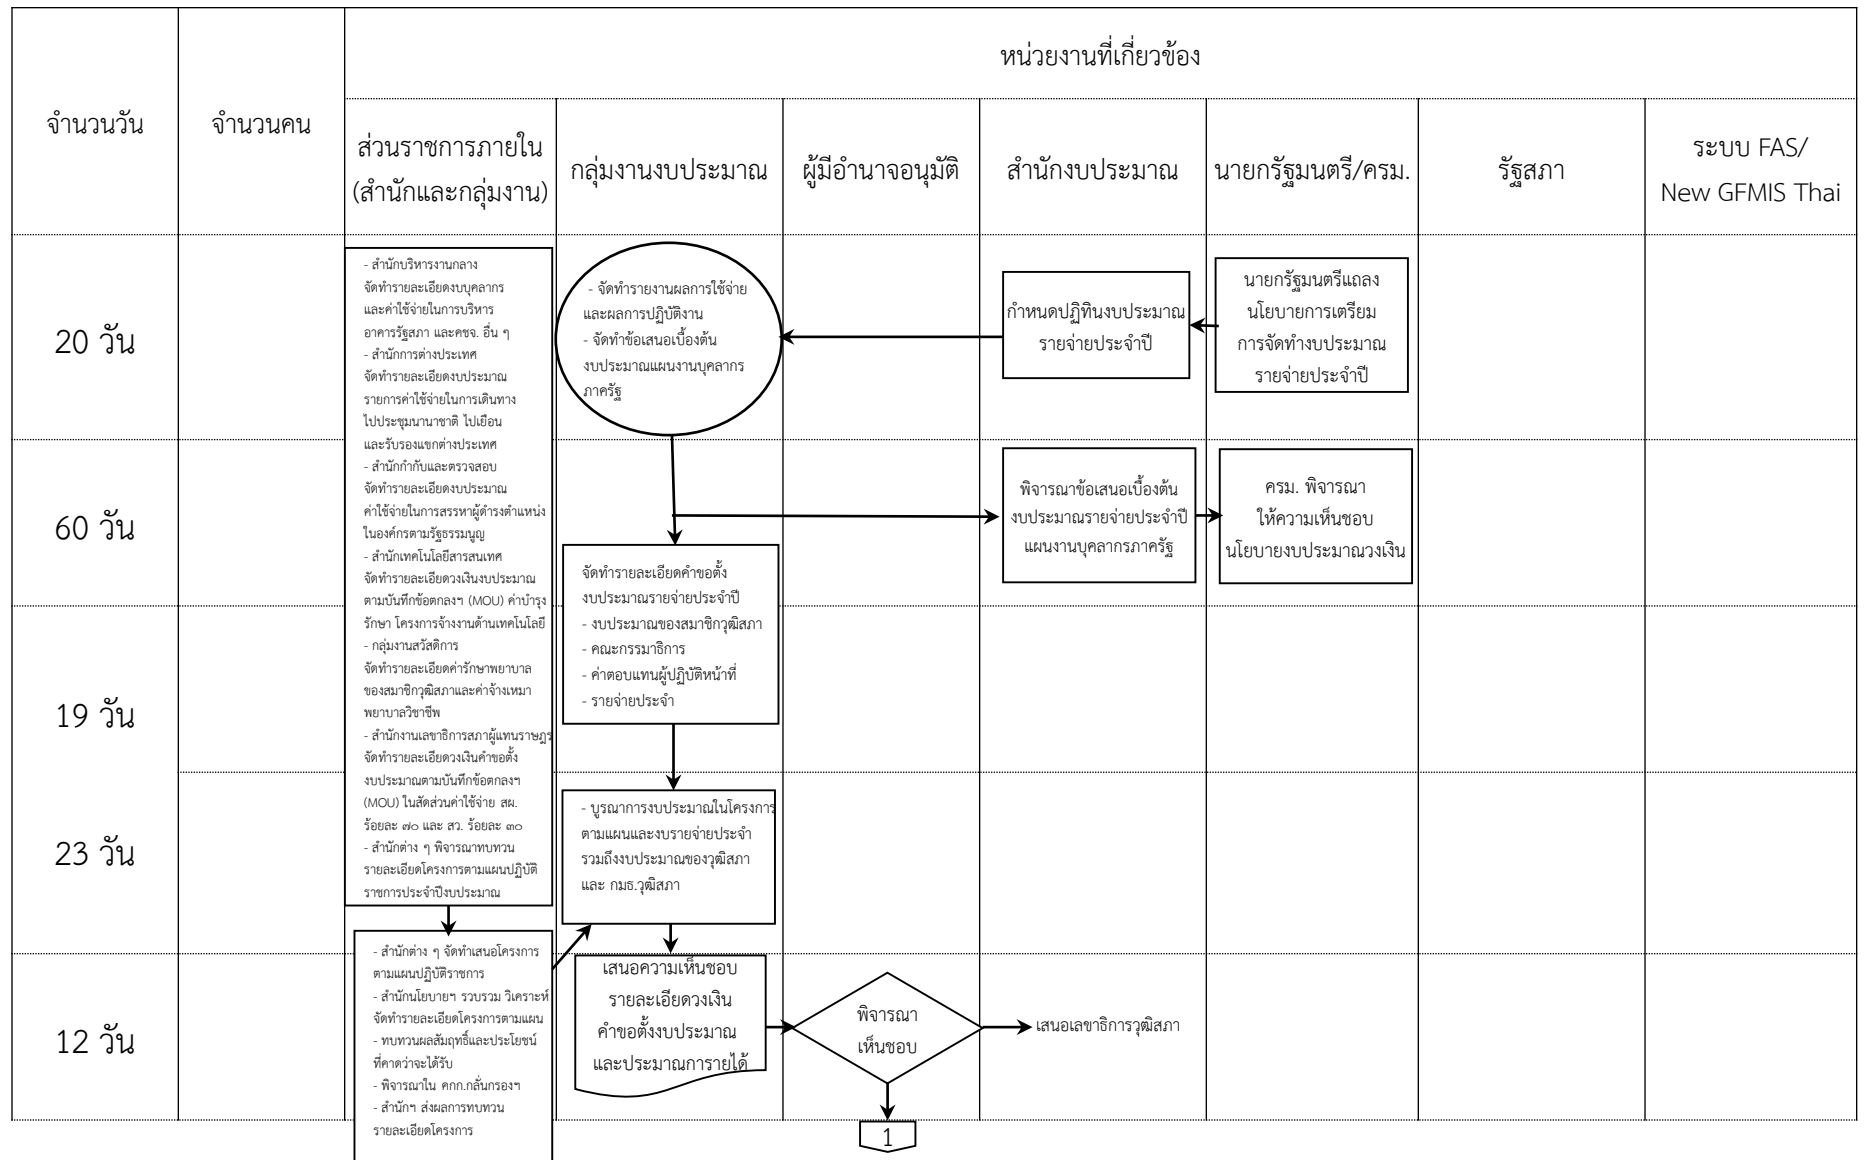 หน่วยงานที่เกี่ยวข้อง
จำนวนวัน
จำนวนคน
ส่วนราชการภายใน
(สำนักและกลุ่มงาน)
กลุ่มงานงบประมาณ
ผู้มีอำนาจอนุมัติ
สำนักงบประมาณ
นายกรัฐมนตรี/ครม.
รัฐสภา
ระบบ FAS/
New GFMIS Thai
20 วัน
60 วัน
19 วัน
23 วัน
12 วัน
- สำนักบริหารงานกลาง
จัดทำรายละเอียดงบบุคลากร
และค่าใช้จ่ายในการบริหาร
อาคารรัฐสภา และคชจ. อื่น ๆ
- สำนักการต่างประเทศ
จัดทำรายละเอียดงบประมาณ
รายการค่าใช้จ่ายในการเดินทาง
ไปประชุมนานาชาติ ไปเยือน
และรับรองแขกต่างประเทศ
- สำนักกำกับและตรวจสอบ
จัดทำรายละเอียดงบประมาณ
ค่าใช้จ่ายในการสรรหาผู้ดำรงตำแหน่ง
ในองค์กรตามรัฐธรรมนูญ
- สำนักเทคโนโลยีสารสนเทศ
จัดทำรายละเอียดวงเงินงบประมาณ
ตามบันทึกข้อตกลงฯ (MOU) ค่าบำรุง
รักษา โครงการจ้างงานด้านเทคโนโลยี
- กลุ่มงานสวัสดิการ
จัดทำรายละเอียดค่ารักษาพยาบาล
ของสมาชิกวุฒิสภาและค่าจ้างเหมา
พยาบาลวิชาชีพ
- สำนักงานเลขาธิการสภาผู้แทนราษฎร
จัดทำรายละเอียดวงเงินคำขอตั้ง
งบประมาณตามบันทึกข้อตกลงฯ
(MOU) ในสัดส่วนค่าใช้จ่าย สผ.
ร้อยละ ๗๐ และ สว. ร้อยละ ๓๐
- สำนักต่าง ๆ พิจารณาทบทวน
รายละเอียดโครงการตามแผนปฏิบัติ
ราชการประจำปีงบประมาณ
- สำนักต่าง ๆ จัดทำเสนอโครงการ
ตามแผนปฏิบัติราชการ
- สำนักนโยบายฯ รวบรวม วิเคราะห์
จัดทำรายละเอียดโครงการตามแผน
- ทบทวนผลสัมฤทธิ์และประโยชน์
ที่คาดว่าจะได้รับ
- พิจารณาใน คกก.กลั่นกรองฯ
- สำนักฯ ส่งผลการทบทวน
รายละเอียดโครงการ
- จัดทำรายงานผลการใช้จ่าย
และผลการปฏิบัติงาน
- จัดทำข้อเสนอเบื้องต้น
งบประมาณแผนงานบุคลากร
ภาครัฐ
กำหนดปฏิทินงบประมาณ
รายจ่ายประจำปี
นายกรัฐมนตรีแถลง
นโยบายการเตรียม
การจัดทำงบประมาณ
รายจ่ายประจำปี
พิจารณาข้อเสนอเบื้องต้น
งบประมาณรายจ่ายประจำปี
แผนงานบุคลากรภาครัฐ
ครม. พิจารณา
ให้ความเห็นชอบ
นโยบายงบประมาณวงเงิน
จัดทำรายละเอียดคำขอตั้ง
งบประมาณรายจ่ายประจำปี
- งบประมาณของสมาชิกวุฒิสภา
- คณะกรรมาธิการ
- ค่าตอบแทนผู้ปฏิบัติหน้าที่
- รายจ่ายประจำ
- บูรณาการงบประมาณในโครงการ
ตามแผนและงบรายจ่ายประจำ
รวมถึงงบประมาณของวุฒิสภา
และ กมธ.วุฒิสภา
เสนอความเห็นชอบ
รายละเอียดวงเงิน
คำขอตั้งงบประมาณ
และประมาณการายได้
พิจารณา
เห็นชอบ
เสนอเลขาธิการวุฒิสภา
1